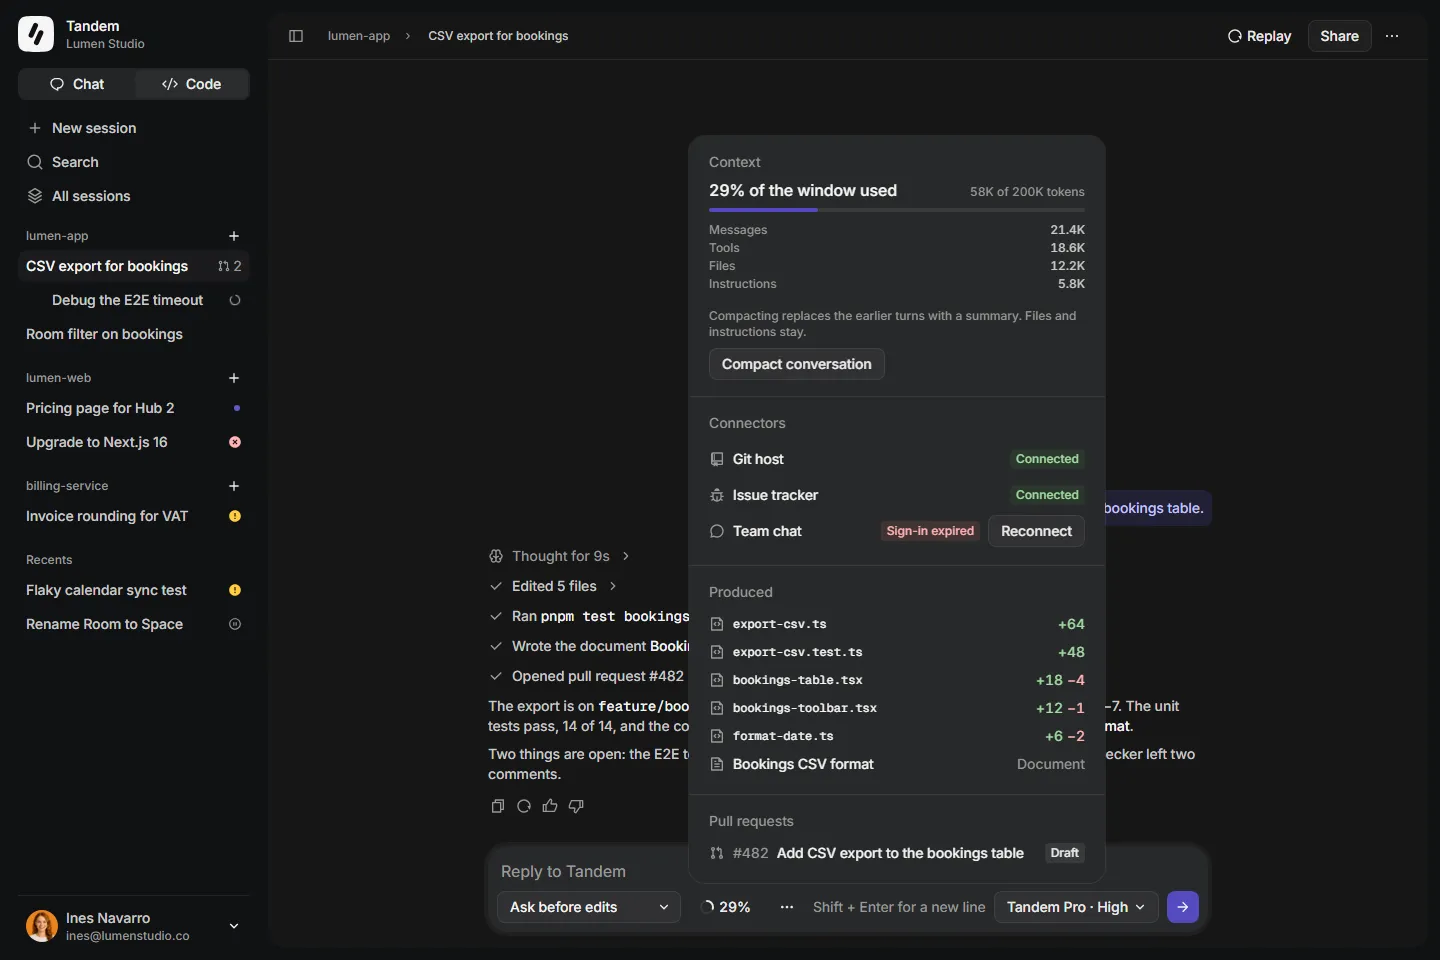 Tandem
Lumen Studio
Chat
Code
New session
Search
All sessions
lumen-app
CSV export for bookings
2
Debug the E2E timeout
Room filter on bookings
lumen-web
Pricing page for Hub 2
Upgrade to Next.js 16
billing-service
Invoice rounding for VAT
Recents
Flaky calendar sync test
Rename Room to Space
Ines Navarro
ines@lumenstudio.co
lumen-app › CSV export for bookings
Replay
Share
Context
29% of the window used
58K of 200K tokens
Messages 21.4K
Tools 18.6K
Files 12.2K
Instructions 5.8K
Compacting replaces the earlier turns with a summary. Files and
instructions stay.
Compact conversation
Connectors
Git host Connected
Issue tracker Connected
Team chat Sign-in expired Reconnect
Produced
export-csv.ts +64
export-csv.test.ts +48
bookings-table.tsx +18 −4
bookings-toolbar.tsx +12 −1
format-date.ts +6 −2
Bookings CSV format Document
Pull requests
#482 Add CSV export to the bookings table Draft
bookings table.
Thought for 9s
Edited 5 files
Ran pnpm test bookings
Wrote the document
Opened pull request #482
The export is on feature/boo –7. The unit
tests pass, 14 of 14, and the co mat.
Two things are open: the E2E ecker left two
comments.
Reply to Tandem
Ask before edits
29%
Shift + Enter for a new line
Tandem Pro · High